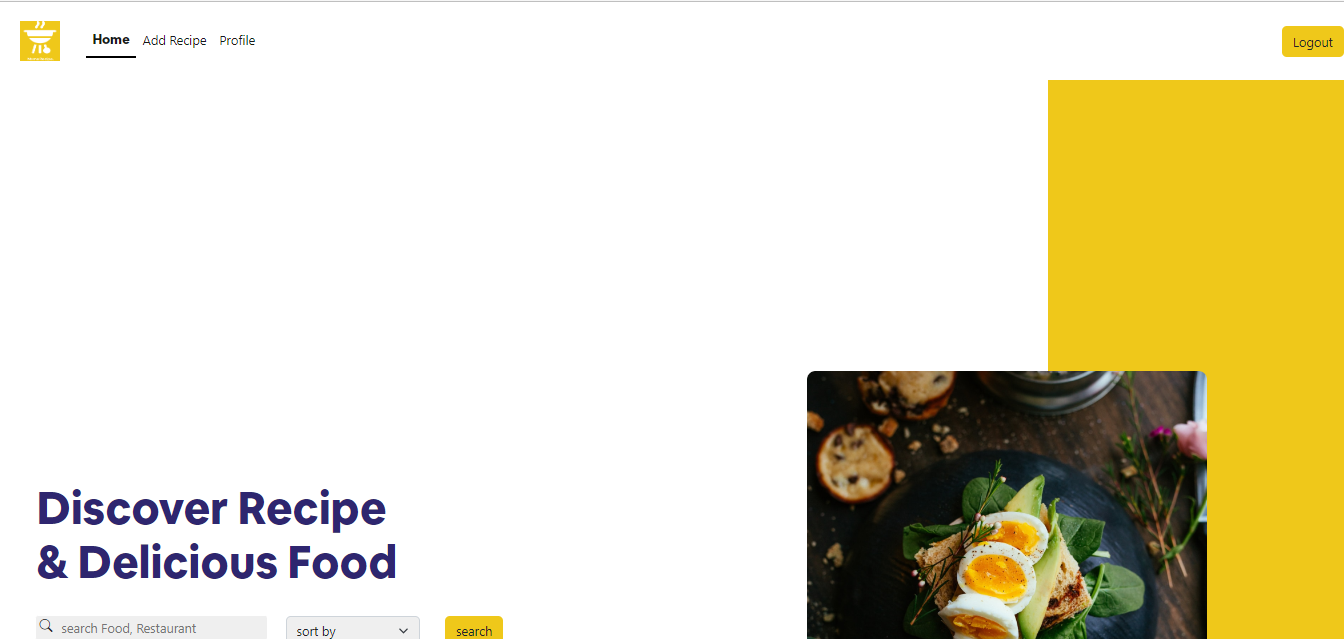 Home
Add Recipe
Profile
Logout
Discover Recipe
& Delicious Food
search Food, Restaurant
sort by
search